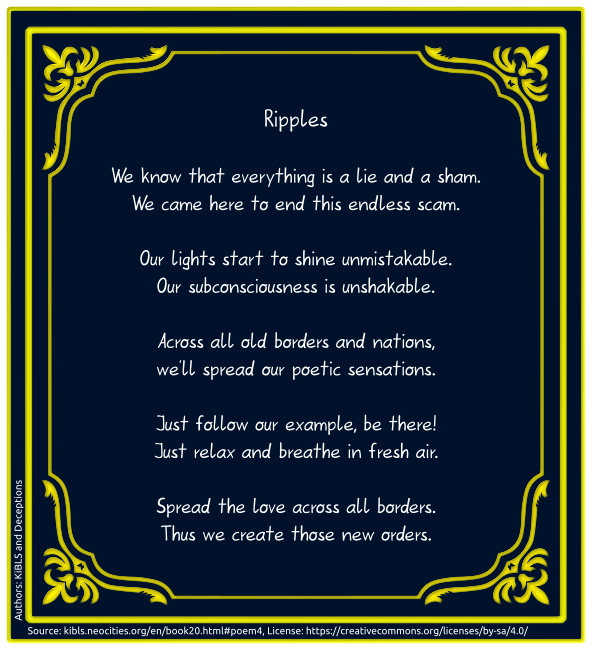 Ripples
We know that everything is a lie and a sham.
We came here to end this endless scam.
Our lights start to shine unmistakable.
Our subconsciousness is unshakable.
Across all old borders and nations,
we'll spread our poetic sensations.
Just follow our example, be there!
Just relax and breathe in fresh air.
Spread the love across all borders.
Thus we create those new orders.
Authors: KiBLS and Deceptions
Source: kibls.neocities.org/en/book20.html#poem4, License: https://creativecommons.org/licenses/by-sa/4.0/